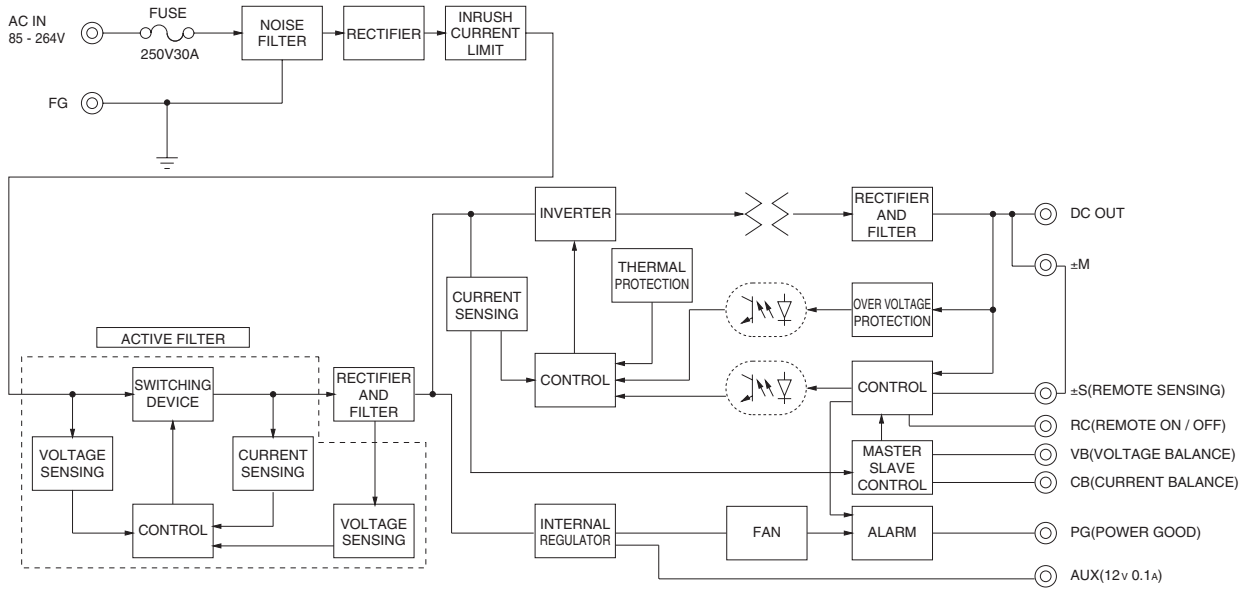 AC IN
85 - 264V
FUSE
250V30A
NOISE
FILTER
RECTIFIER
INRUSH
CURRENT
LIMIT
FG
INVERTER
RECTIFIER
AND
FILTER
DC OUT
±M
THERMAL
PROTECTION
CURRENT
SENSING
OVER VOLTAGE
PROTECTION
ACTIVE FILTER
SWITCHING
DEVICE
RECTIFIER
AND
FILTER
CONTROL
CONTROL
±S(REMOTE SENSING)
RC(REMOTE ON / OFF)
VOLTAGE
SENSING
CURRENT
SENSING
MASTER
SLAVE
CONTROL
VB(VOLTAGE BALANCE)
CB(CURRENT BALANCE)
CONTROL
VOLTAGE
SENSING
INTERNAL
REGULATOR
FAN
ALARM
PG(POWER GOOD)
AUX(12V 0.1A)